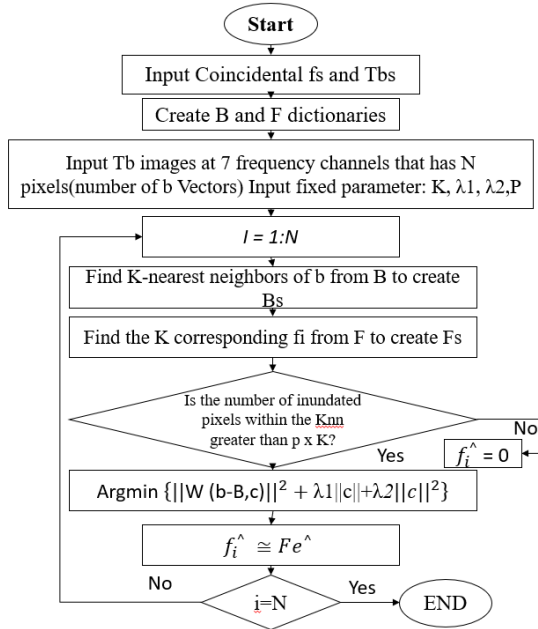 Start
Input Coincidental fs and Tbs
Create B and F dictionaries
Input Tb images at 7 frequency channels that has N
pixels(number of b Vectors) Input fixed parameter: K, λ1, λ2,P
I = 1:N
Find K-nearest neighbors of b from B to create
Bs
Find the K corresponding fi from F to create Fs
Is the number of inundated
pixels within the Knn
greater than p x K?
No
Yes
fᵢ^ = 0
Argmin {||W (b-B,c)||² + λ1||c||+λ2||c||²}
fᵢ^ ≅ Fe^
No
i=N
Yes
END